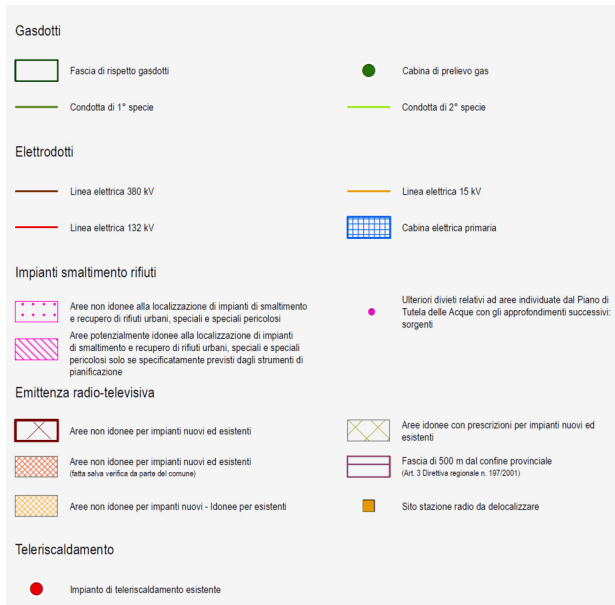 Gasdotti
Fascia di rispetto gasdotti
Cabina di prelievo gas
Condotta di 1° specie
Condotta di 2° specie
Elettrodotti
Linea elettrica 380 kV
Linea elettrica 15 kV
Linea elettrica 132 kV
Cabina elettrica primaria
Impianti smaltimento rifiuti
Aree non idonee alla localizzazione di impianti di smaltimento
e recupero di rifiuti urbani, speciali e speciali pericolosi
Ulteriori divieti relativi ad aree individuate dal Piano di
Tutela delle Acque con gli approfondimenti successivi:
sorgenti
Aree potenzialmente idonee alla localizzazione di impianti
di smaltimento e recupero di rifiuti urbani, speciali e speciali
pericolosi solo se specificatamente previsti dagli strumenti di
pianificazione
Emittenza radio-televisiva
Aree non idonee per impianti nuovi ed esistenti
Aree idonee con prescrizioni per impianti nuovi ed
esistenti
Aree non idonee per impianti nuovi ed esistenti
(fatta salva verifica da parte del comune)
Fascia di 500 m dal confine provinciale
(Art. 3 Direttiva regionale n. 197/2001)
Aree non idonee per impanti nuovi - Idonee per esistenti
Sito stazione radio da delocalizzare
Teleriscaldamento
Impianto di teleriscaldamento esistente